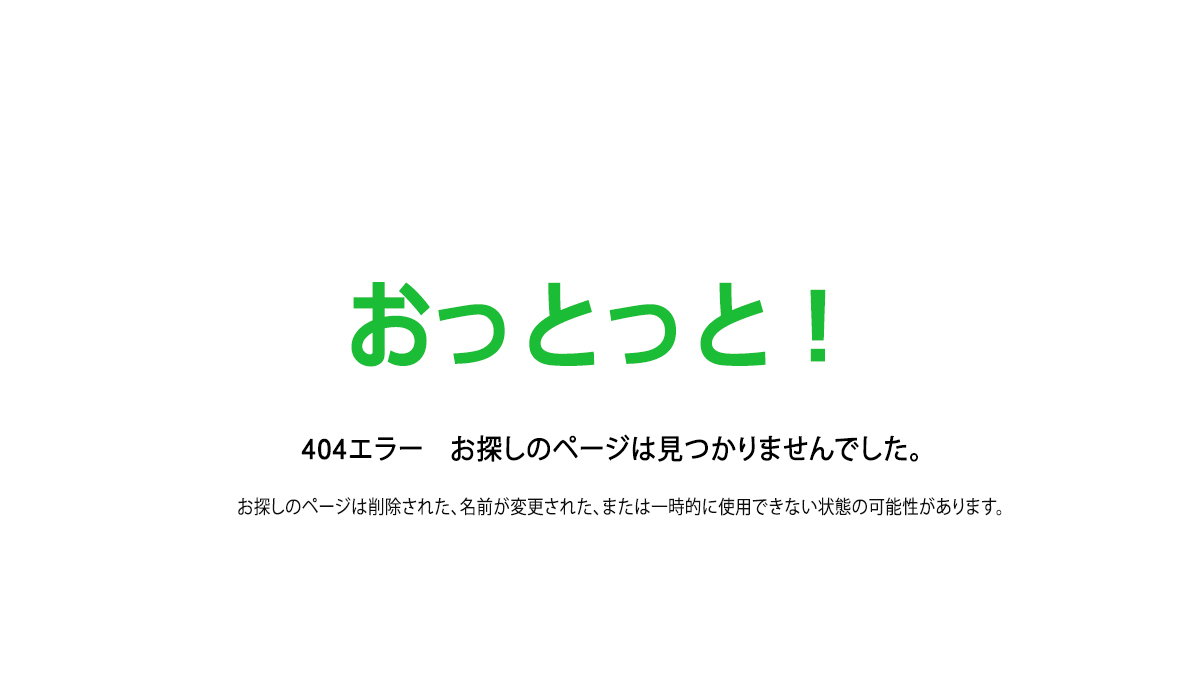 おっとっと！
404エラー　お探しのページは見つかりませんでした。
お探しのページは削除された、名前が変更された、または一時的に使用できない状態の可能性があります。